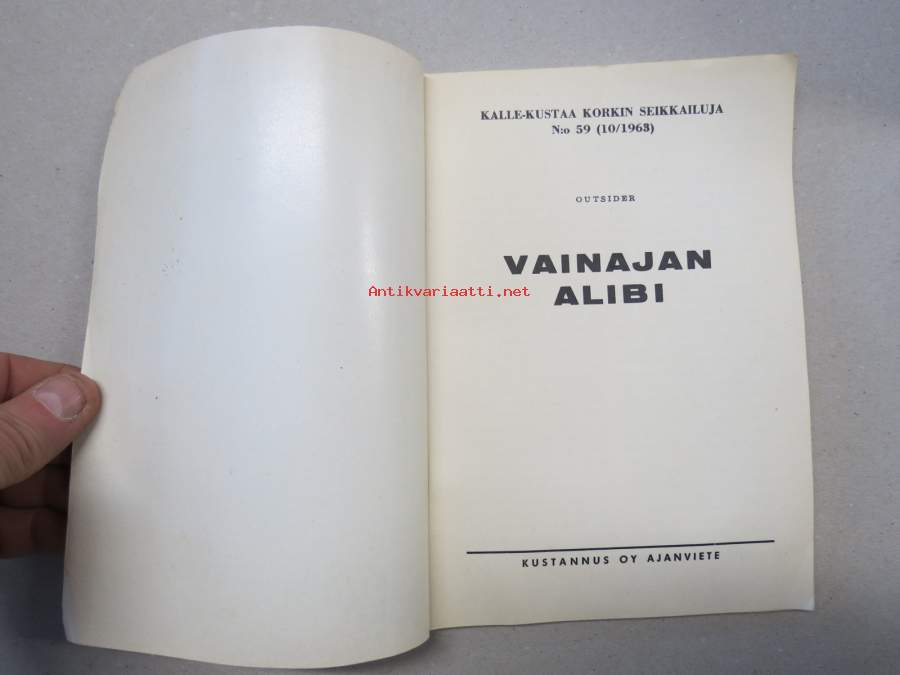 KALLE-KUSTAA KORKIN SEIKKAILUJA
N:o 59 (10/1963)
OUTSIDER
VAINAJAN
Antikvariaatti.net
ALIBI
KUSTANNUS OY AJANVIETE